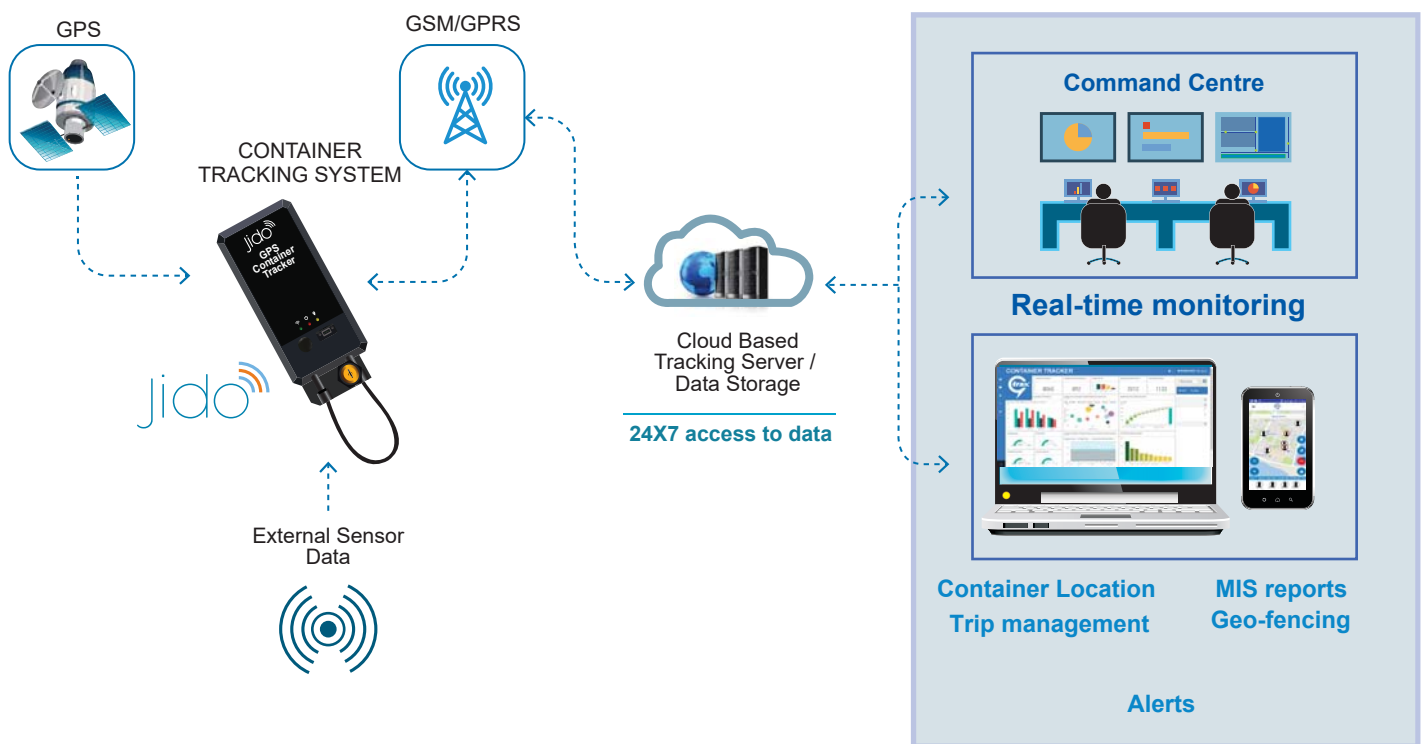 GPS
GSM/GPRS
CONTAINER
TRACKING SYSTEM
jido
GPS
Container
Tracker
jido
External Sensor
Data
Cloud Based
Tracking Server /
Data Storage
24X7 access to data
Command Centre
Real-time monitoring
CONTAINER TRACKER
trax
Container Location
MIS reports
Trip management
Geo-fencing
Alerts